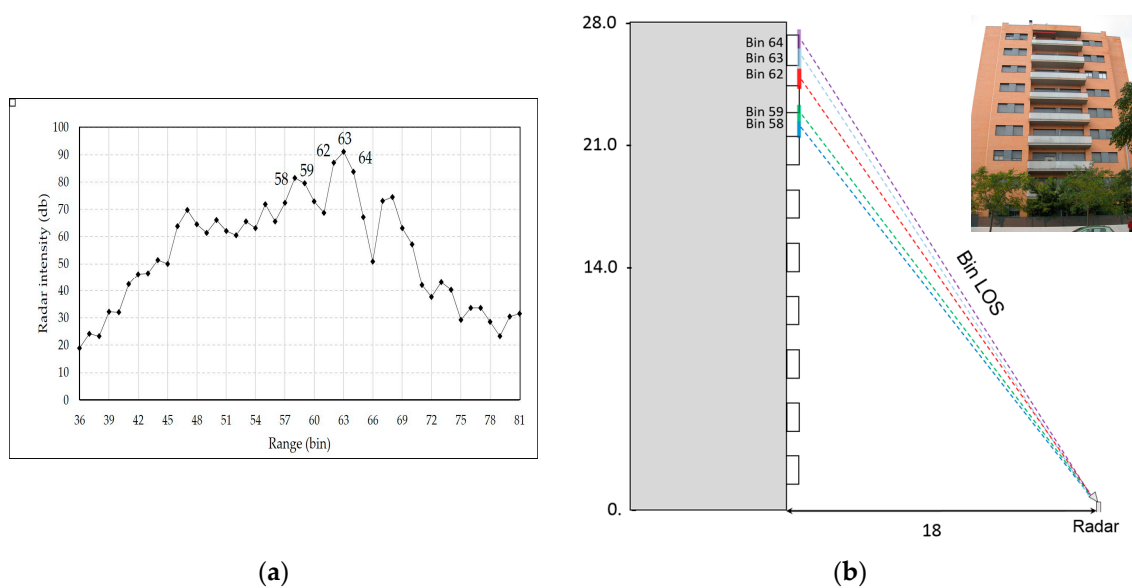 100
90
80
70
60
50
40
30
20
10
0
Radar intensity (db)
58
59
62
63
64
36 39 42 45 48 51 54 57 60 63 66 69 72 75 78 81
Range (bin)
(a)
28.0
21.0
14.0
0.
Bin 64
Bin 63
Bin 62
Bin 59
Bin 58
Bin LOS
18
Radar
(b)